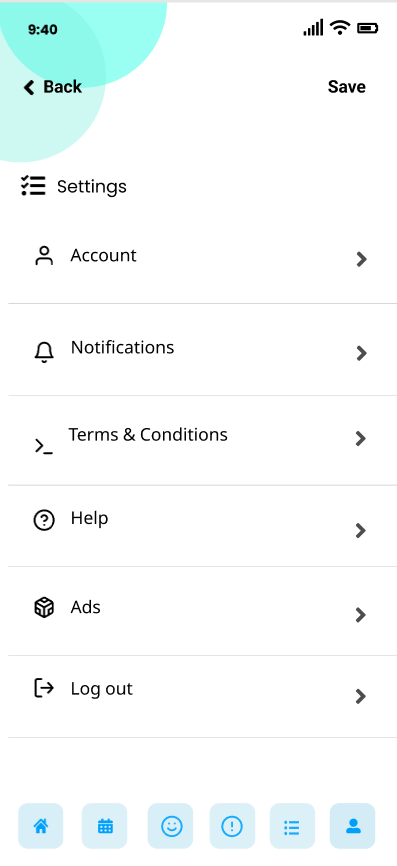 9:40
Back Save
Settings
Account
Notifications
Terms & Conditions
Help
Ads
Log out